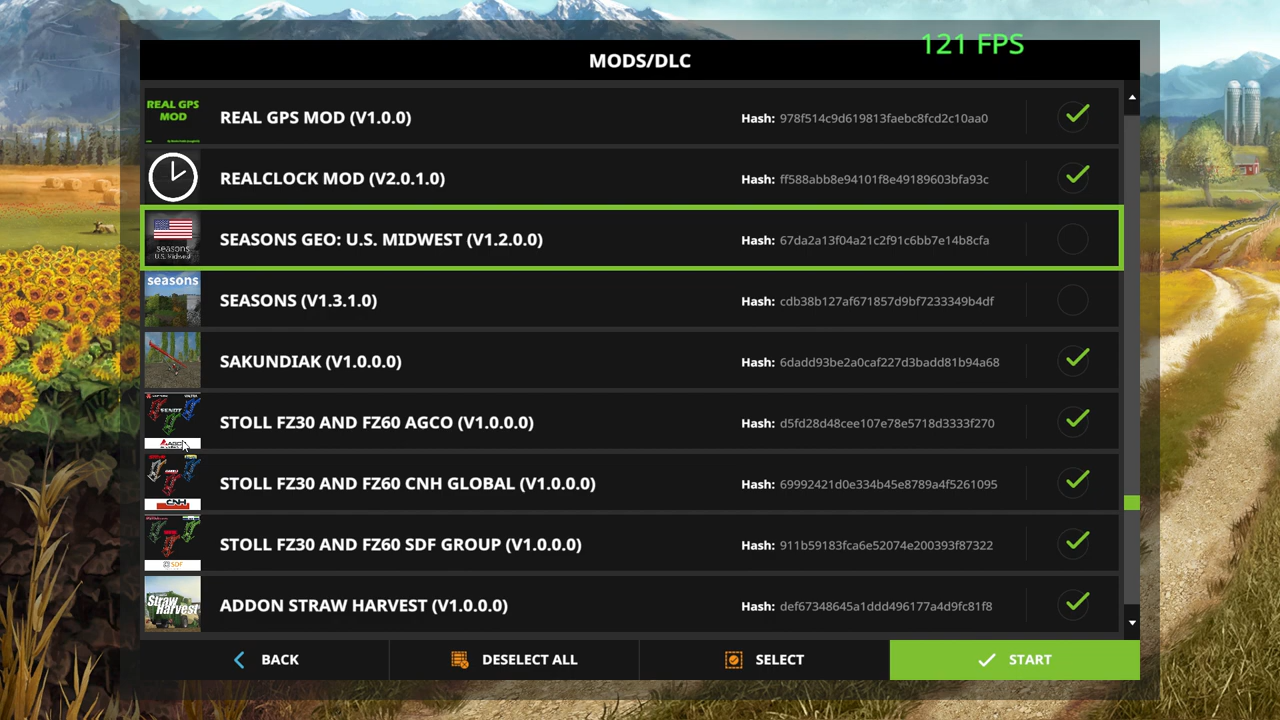 121 FPS
MODS/DLC
REAL GPS MOD
REAL GPS MOD (V1.0.0)
Hash: 978f514c9d619813faebc8fcd2c10aa0
REALCLOCK MOD (V2.0.1.0)
Hash: ff588abb8e94101f8e49189603bfa93c
seasons
U.S. Midwest
SEASONS GEO: U.S. MIDWEST (V1.2.0.0)
Hash: 67da2a13f04a21c2f91c6bb7e14b8cfa
seasons
SEASONS (V1.3.1.0)
Hash: cdb38b127af671857d9bf7233349b4df
SAKUNDIAK (V1.0.0.0)
Hash: 6dadd93be2a0caf227d3badd81b94a68
FENDT
AGCO
STOLL FZ30 AND FZ60 AGCO (V1.0.0.0)
Hash: d5fd28d48cee107e78e5718d3333f270
CNH
STOLL FZ30 AND FZ60 CNH GLOBAL (V1.0.0.0)
Hash: 69992421d0e334b45e8789a4f5261095
SDF
STOLL FZ30 AND FZ60 SDF GROUP (V1.0.0.0)
Hash: 911b59183fca6e52074e200393f87322
Straw
Harvest
ADDON STRAW HARVEST (V1.0.0.0)
Hash: def67348645a1ddd496177a4d9fc81f8
BACK
DESELECT ALL
SELECT
START